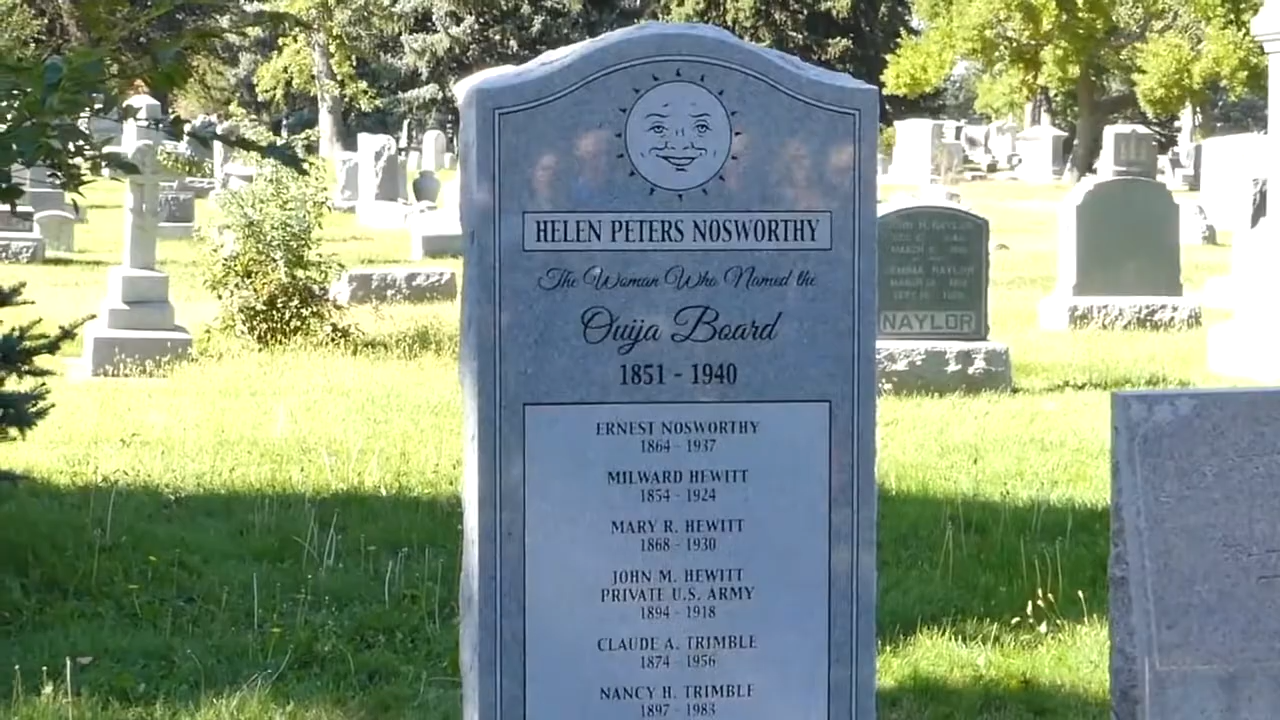 HELEN PETERS NOSWORTHY
The Woman Who Named the
Ouija Board
1851 - 1940
ERNEST NOSWORTHY
1864 - 1937
MILWARD HEWITT
1854 - 1924
MARY R. HEWITT
1868 - 1930
JOHN M. HEWITT
PRIVATE U.S. ARMY
1894 - 1918
CLAUDE A. TRIMBLE
1874 - 1956
NANCY H. TRIMBLE
1897 - 1983
NAYLOR